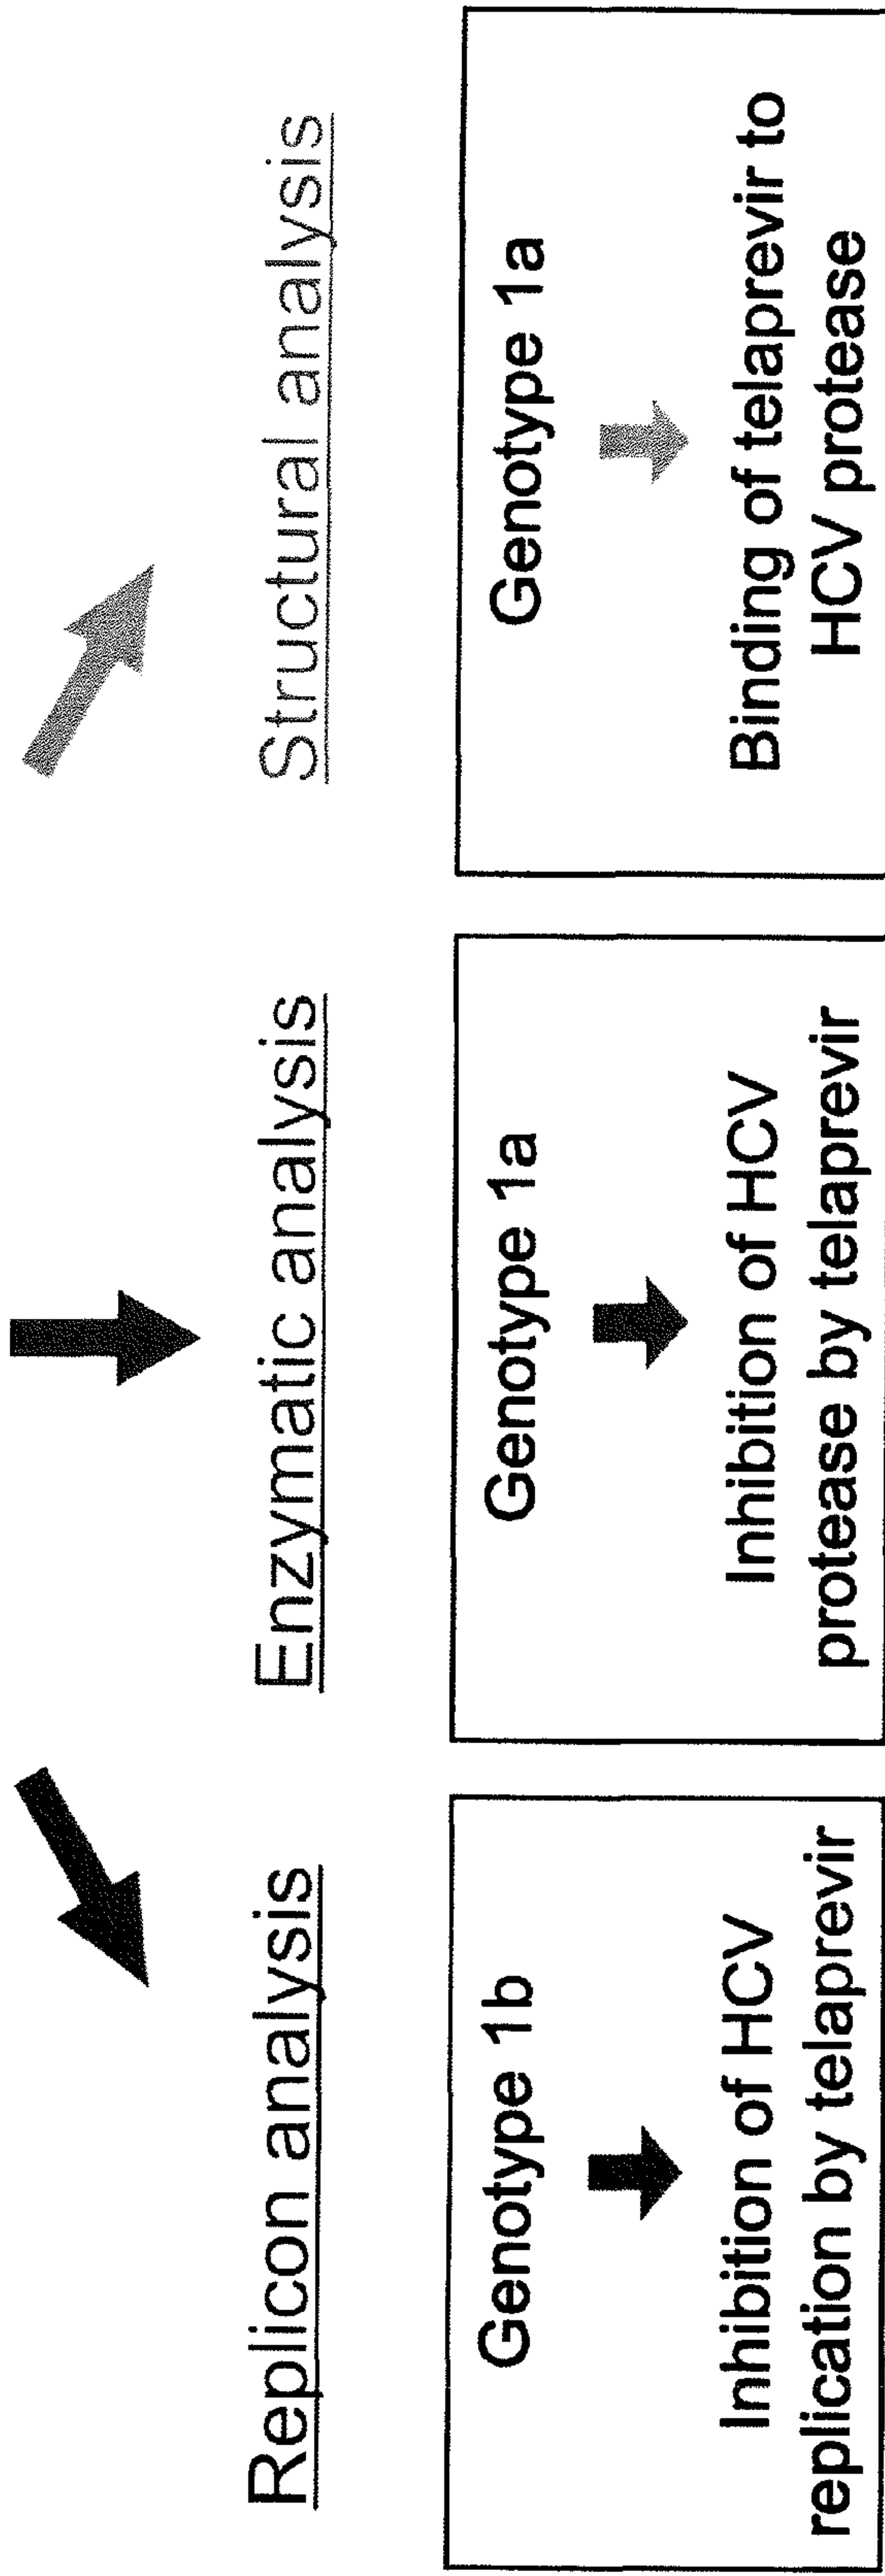 Replicon analysis
Genotype 1b
Inhibition of HCV
replication by telaprevir
Enzymatic analysis
Genotype 1a
Inhibition of HCV
protease by telaprevir
Structural analysis
Genotype 1a
Binding of telaprevir to
HCV protease